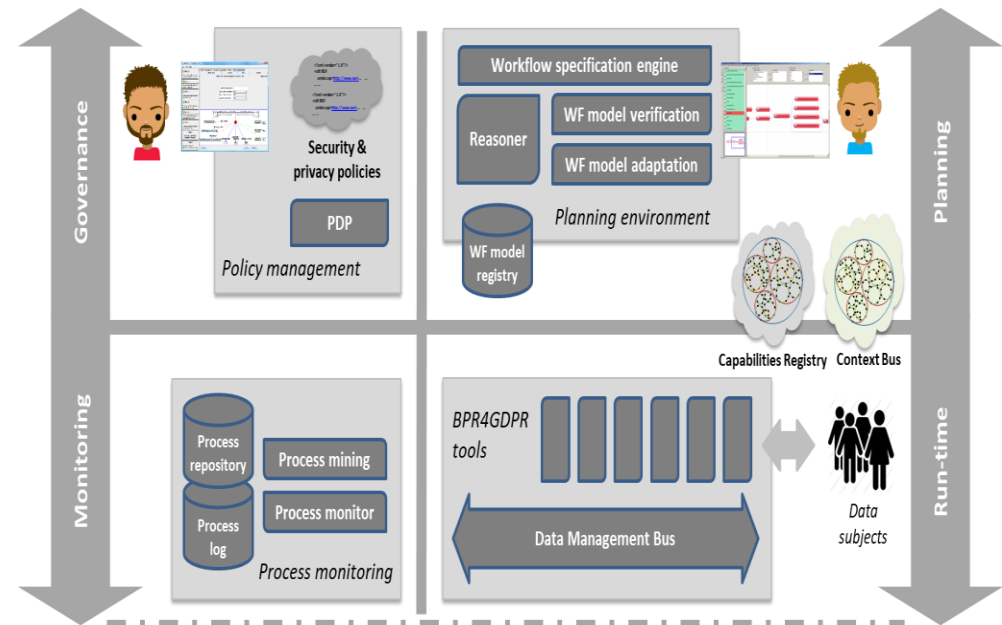 Governance
Security &
privacy policies
PDP
Policy management
Workflow specification engine
Reasoner
WF model verification
WF model adaptation
Planning environment
WF model
registry
Planning
Capabilities Registry
Context Bus
Monitoring
Process
repository
Process
log
Process mining
Process monitor
Process monitoring
BPR4GDPR
tools
Data Management Bus
Data
subjects
Run-time